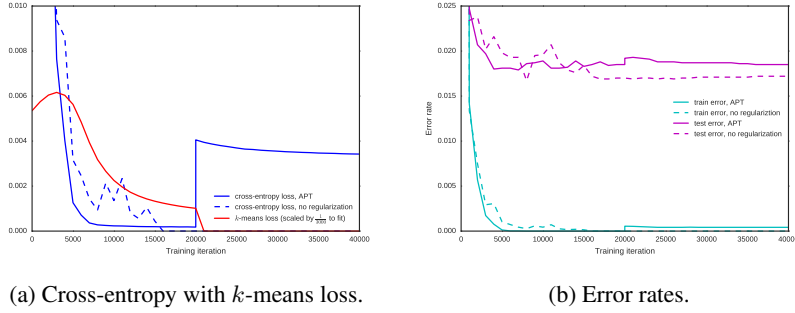 0.010
0.008
0.006
0.004
0.002
0.000
0
5000
10000
15000
20000
25000
30000
35000
40000
Training iteration
cross-entropy loss, APT
cross-entropy loss, no regularization
k-means loss (scaled by 1/1000 to fit)
(a) Cross-entropy with k-means loss.
0.025
0.020
0.015
0.010
0.005
0.000
Error rate
0
5000
10000
15000
20000
25000
30000
35000
40000
Training iteration
train error, APT
train error, no regulariztion
test error, APT
test error, no regularization
(b) Error rates.